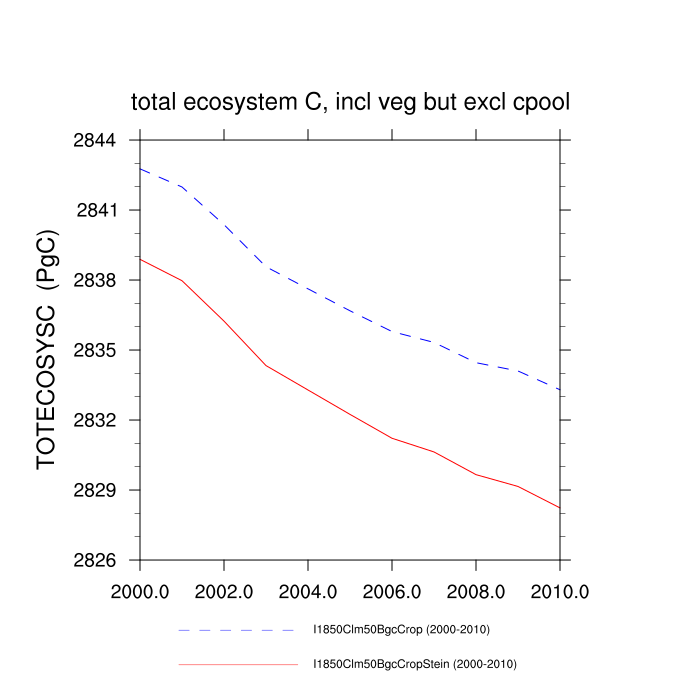 total ecosystem C, incl veg but excl cpool
TOTECOSYSC (PgC)
2844
2841
2838
2835
2832
2829
2826
2000.0 2002.0 2004.0 2006.0 2008.0 2010.0
I1850Clm50BgcCrop (2000-2010)
I1850Clm50BgcCropStein (2000-2010)